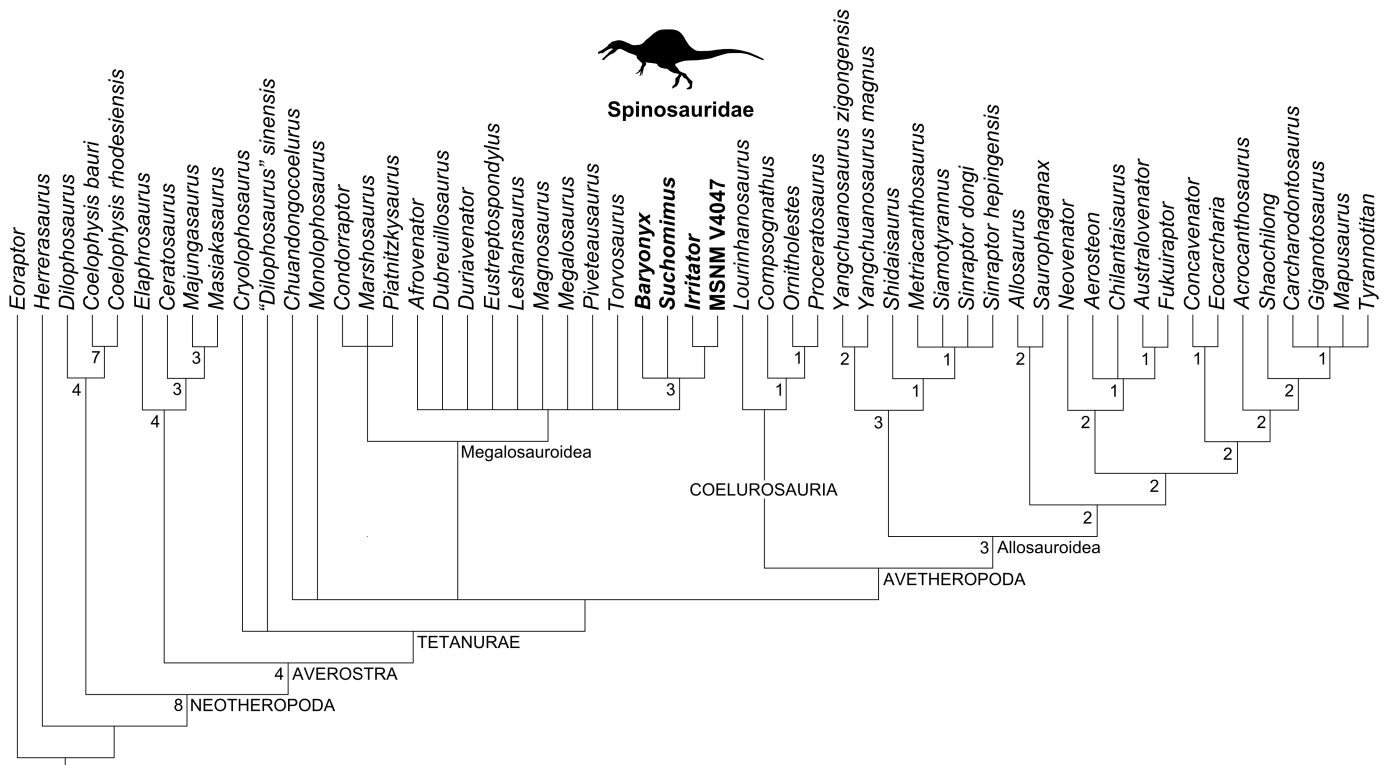 Spinosauridae
Eoraptor
Herrerasaurus
Dilophosaurus
Coelophysis bauri
Coelophysis rhodesiensis
Elaphrosaurus
Ceratosaurus
Majungasaurus
Masiakasaurus
Cryolophosaurus
“Dilophosaurus” sinensis
Chuandongocoelurus
Monolophosaurus
Condorraptor
Marshosaurus
Piatnitzkysaurus
Afrovenator
Dubreuillosaurus
Duriavenator
Eustreptospondylus
Leshansaurus
Magnosaurus
Megalosaurus
Piveteausaurus
Torvosaurus
Baryonyx
Suchomimus
Irritator
MSNM V4047
Lourinhanosaurus
Compsognathus
Ornitholestes
Proceratosaurus
Yangchuanosaurus zigongensis
Yangchuanosaurus magnus
Shidaisaurus
Metriacanthosaurus
Siamotyrannus
Sinraptor dongi
Sinraptor hepingensis
Allosaurus
Saurophaganax
Neovenator
Aerosteon
Chilantaisaurus
Australovenator
Fukuiraptor
Concavenator
Eocarcharia
Acrocanthosaurus
Shaochilong
Carcharodontosaurus
Giganotosaurus
Mapusaurus
Tyrannotitan
7
3
1
2
1
2
1
1
1
4
3
3
1
1
1
2
4
3
2
2
Megalosauroidea
2
COELUROSAURIA
2
2
3
Allosauroidea
AVETHEROPODA
TETANURAE
4
AVEROSTRA
8
NEOTHEROPODA